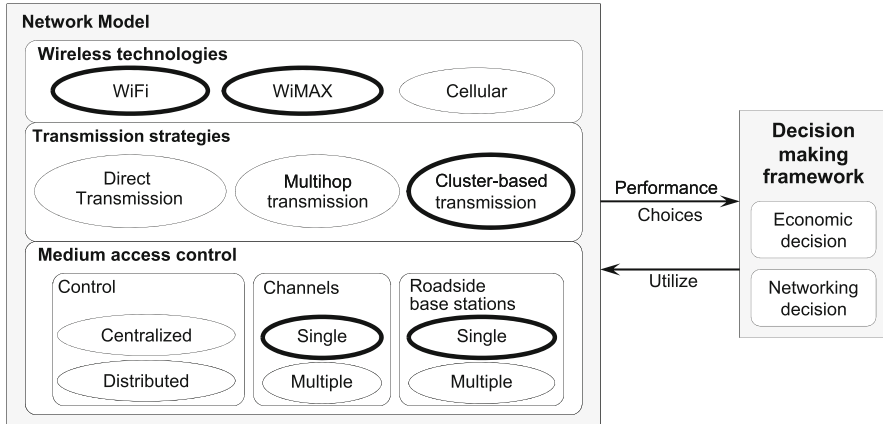 Network Model
Wireless technologies
WiFi
WiMAX
Cellular
Transmission strategies
Direct
Transmission
Multihop
transmission
Cluster-based
transmission
Medium access control
Control
Centralized
Distributed
Channels
Single
Multiple
Roadside
base stations
Single
Multiple
Performance
Choices
Utilize
Decision
making
framework
Economic
decision
Networking
decision